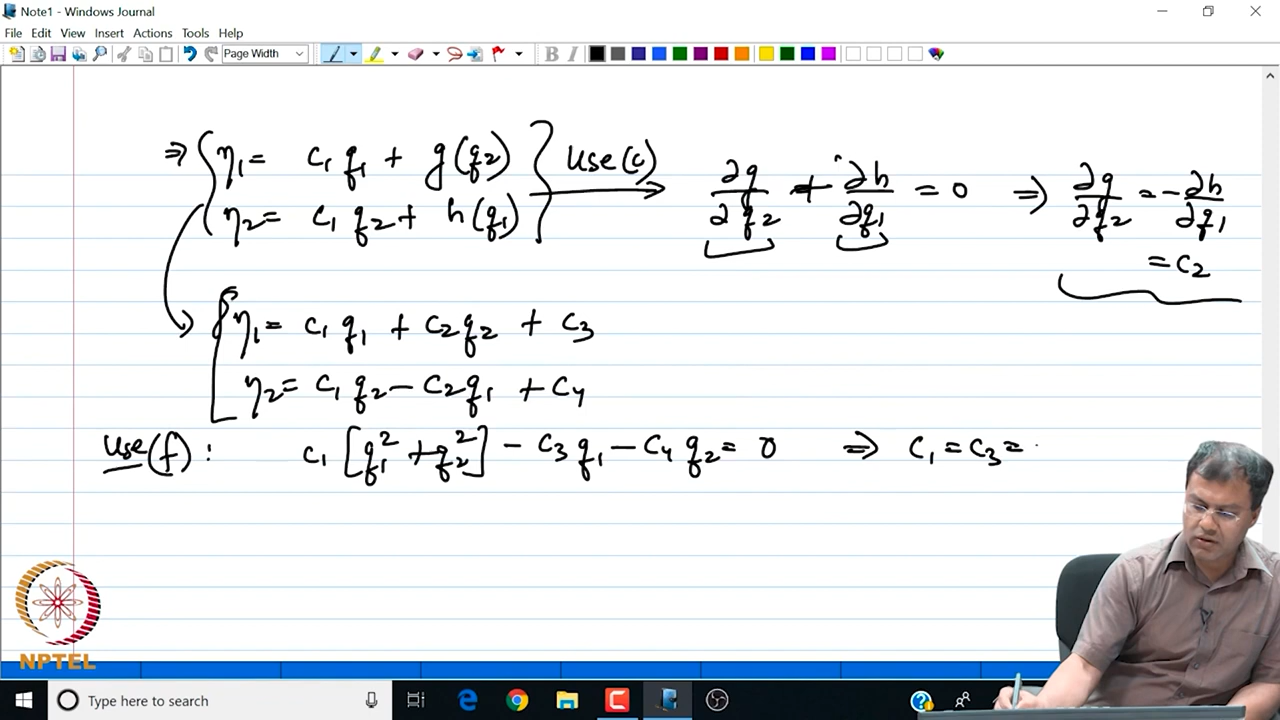 Note1 - Windows Journal
File Edit View Insert Actions Tools Help
Page Width B I
⇒ { η₁ = c₁ q₁ + g(q₂) } Use (c) → ∂g/∂q₂ + ∂h/∂q₁ = 0 ⇒ ∂g/∂q₂ = - ∂h/∂q₁
η₂ = c₁ q₂ + h(q₁)
= c₂
η₁ = c₁ q₁ + c₂ q₂ + c₃
η₂ = c₁ q₂ - c₂ q₁ + c₄
Use (f) : c₁ [q₁² + q₂²] - c₃ q₁ - c₄ q₂ = 0 ⇒ c₁ = c₃ =
NPTEL
Type here to search